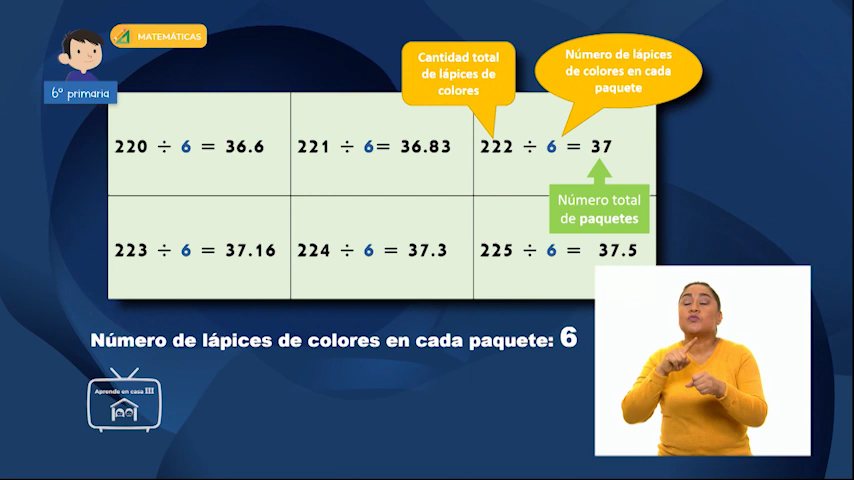 MATEMÁTICAS
6º primaria
Cantidad total
de lápices de
colores
Número de lápices
de colores en cada
paquete
220 ÷ 6 = 36.6
221 ÷ 6= 36.83
222 ÷ 6 = 37
Número total
de paquetes
223 ÷ 6 = 37.16
224 ÷ 6 = 37.3
225 ÷ 6 = 37.5
Número de lápices de colores en cada paquete: 6
Aprende en casa III